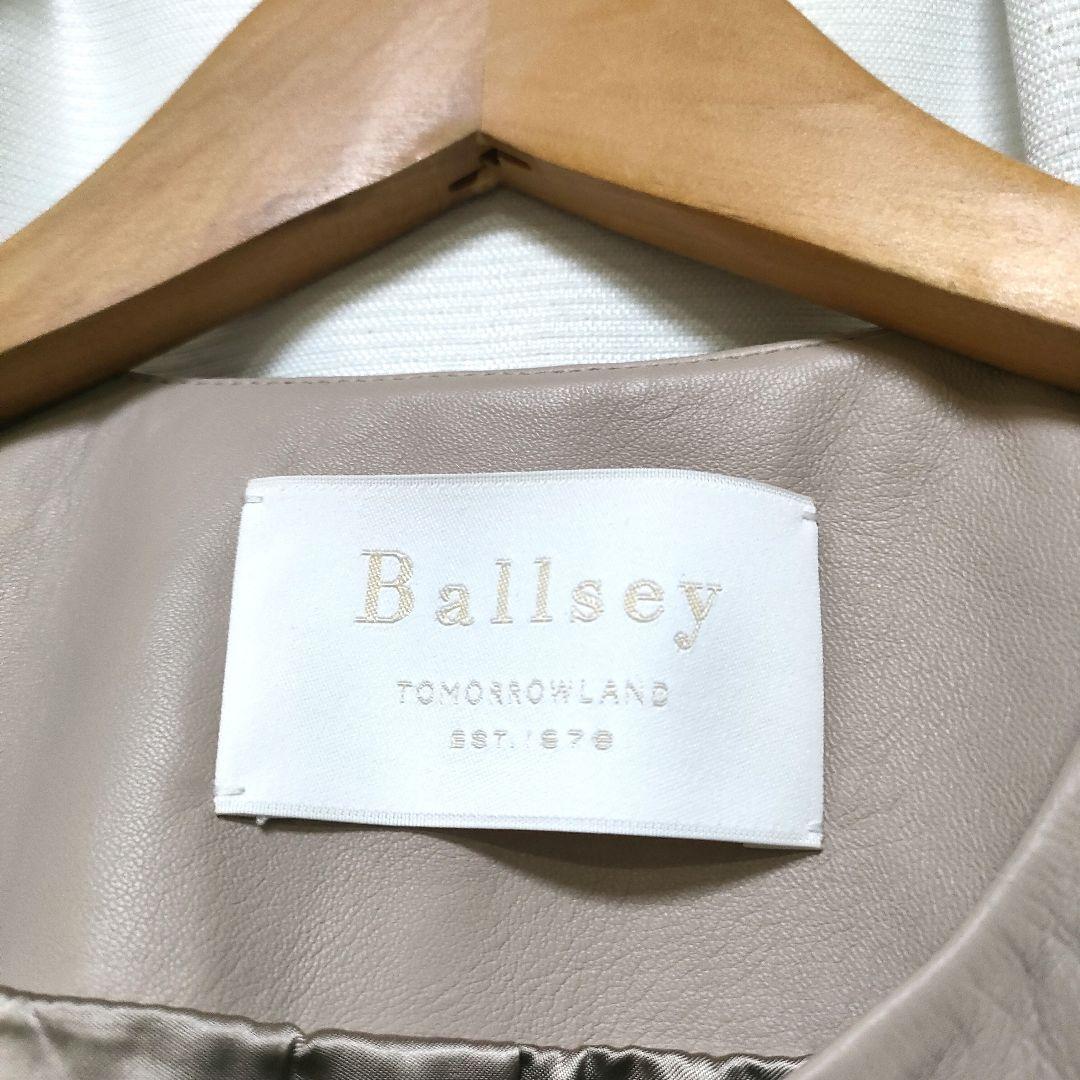 Ballsey
TOMORROWLAND
EST. 1978